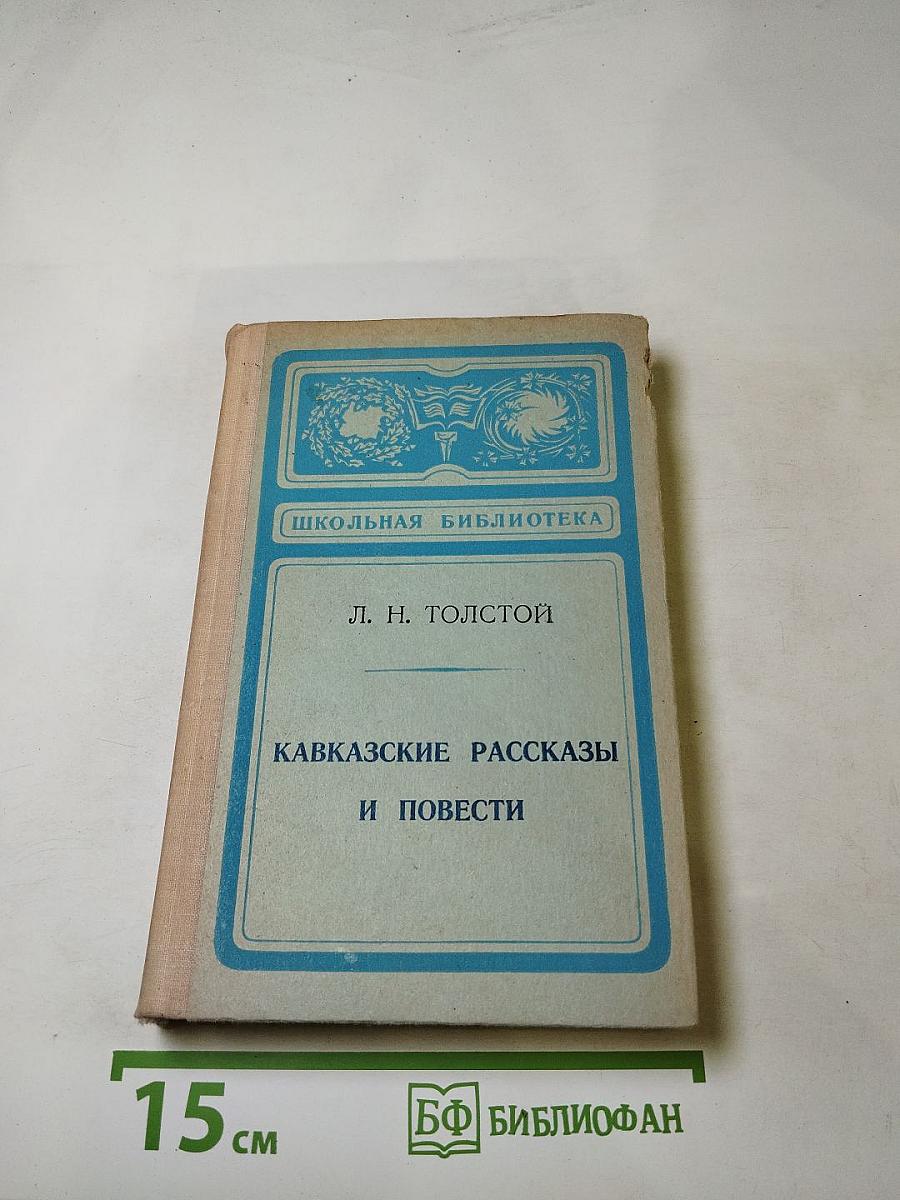 ШКОЛЬНАЯ БИБЛИОТЕКА
Л. Н. ТОЛСТОЙ
КАВКАЗСКИЕ РАССКАЗЫ
И ПОВЕСТИ
15 см
БФ БИБЛИОФАН